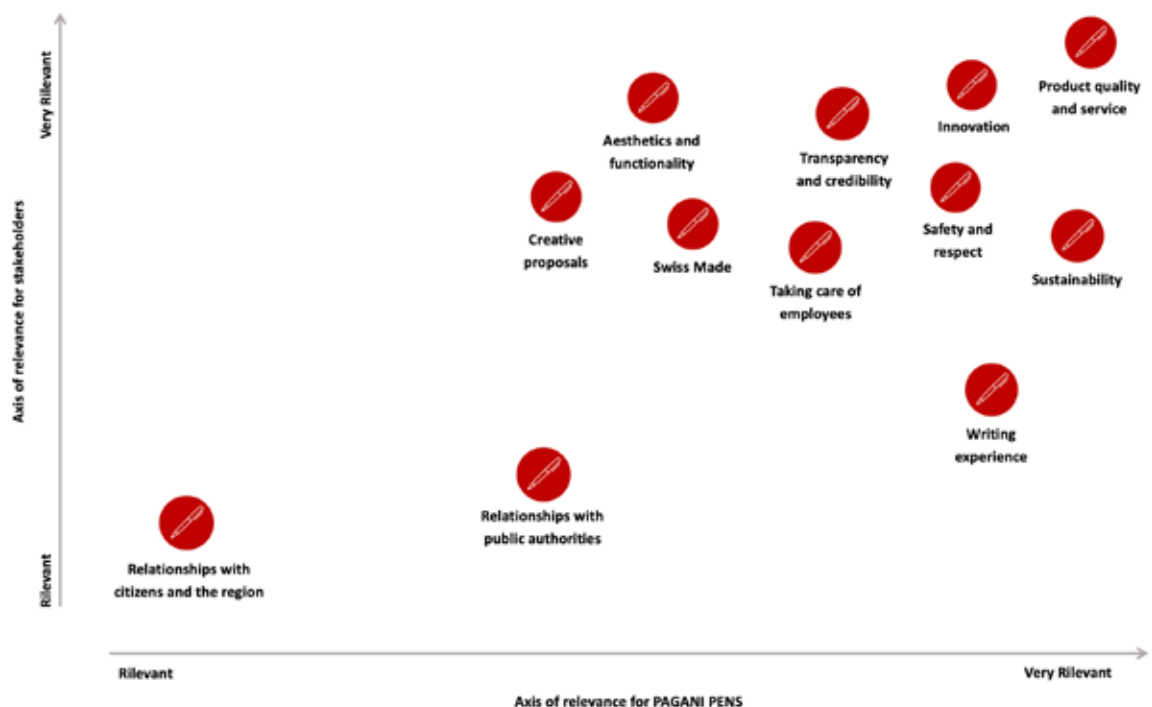 Very Rilevant
Axis of relevance for stakeholders
Rilevant
Product quality
and service
Innovation
Aesthetics and
functionality
Transparency
and credibility
Creative
proposals
Swiss Made
Safety and
respect
Taking care of
employees
Sustainability
Writing
experience
Relationships with
public authorities
Relationships with
citizens and the region
Rilevant
Very Rilevant
Axis of relevance for PAGANI PENS